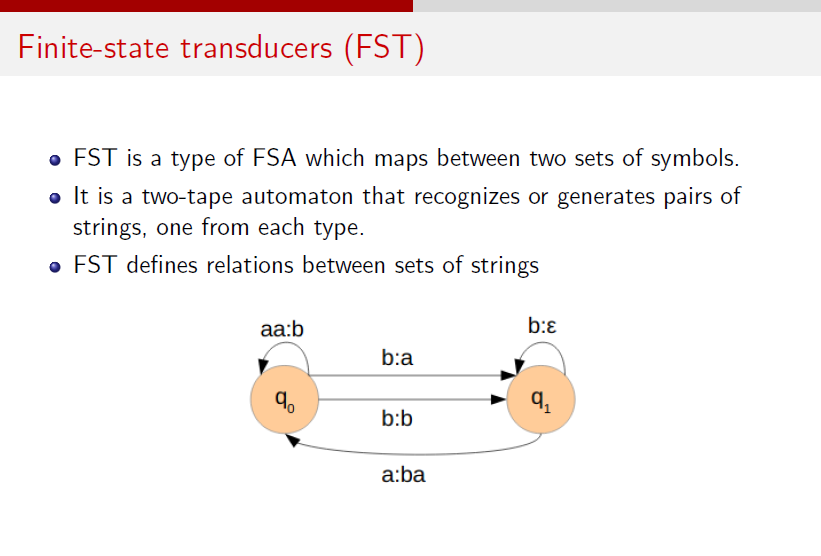 Finite-state transducers (FST)
FST is a type of FSA which maps between two sets of symbols.
It is a two-tape automaton that recognizes or generates pairs of
strings, one from each type.
FST defines relations between sets of strings
aa:b
b:ε
b:a
q0
q1
b:b
a:ba